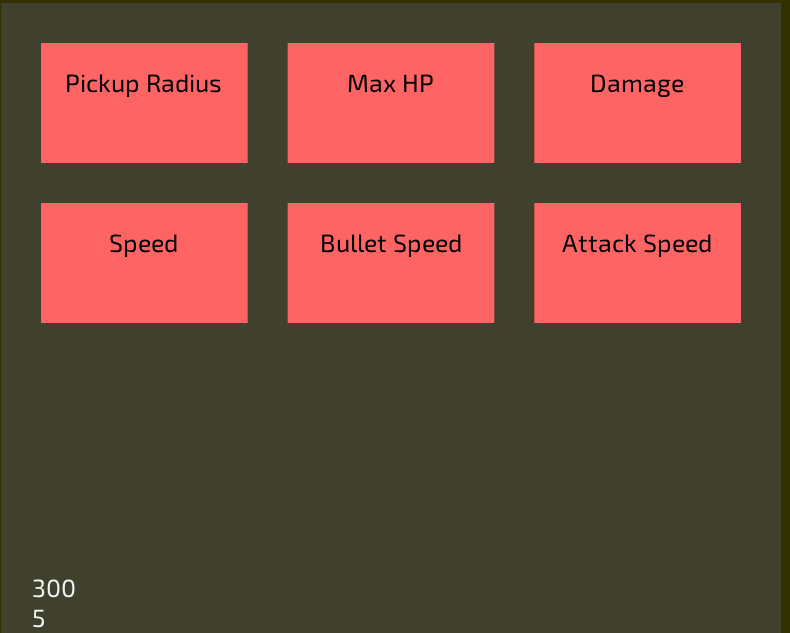 Pickup Radius
Max HP
Damage
Speed
Bullet Speed
Attack Speed
300
5